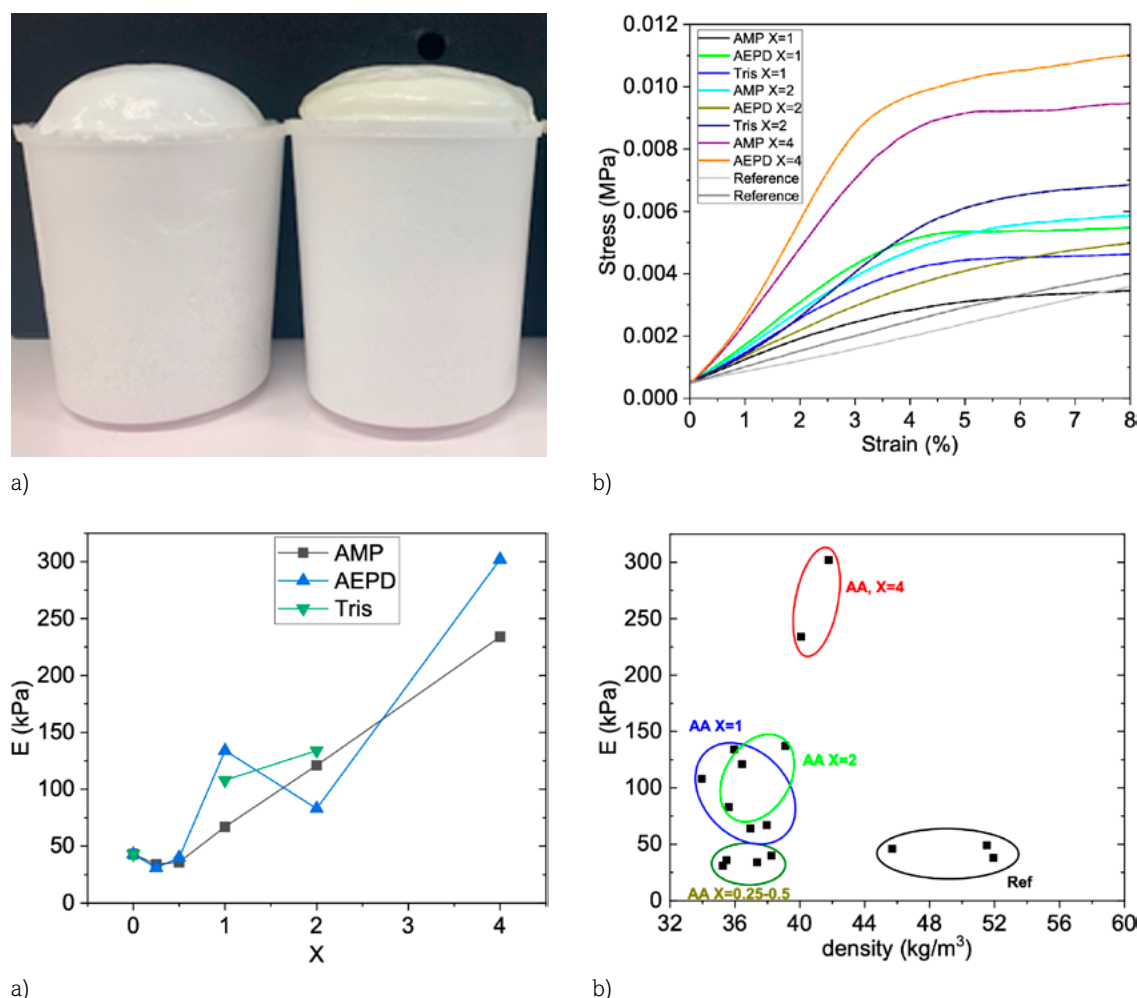 0.012
0.010
0.008
0.006
0.004
0.002
0.000
Stress (MPa)
AMP X=1
AEPD X=1
Tris X=1
AMP X=2
AEPD X=2
Tris X=2
AMP X=4
AEPD X=4
Reference
Reference
0 1 2 3 4 5 6 7 8
Strain (%)
a)
b)
300
250
200
150
100
50
0
E (kPa)
AMP
AEPD
Tris
0 1 2 3 4
X
300
250
200
150
100
50
0
E (kPa)
AA, X=4
AA X=1
AA X=2
Ref
AA X=0.25-0.5
32 36 40 44 48 52 56 60
density (kg/m³)
a)
b)